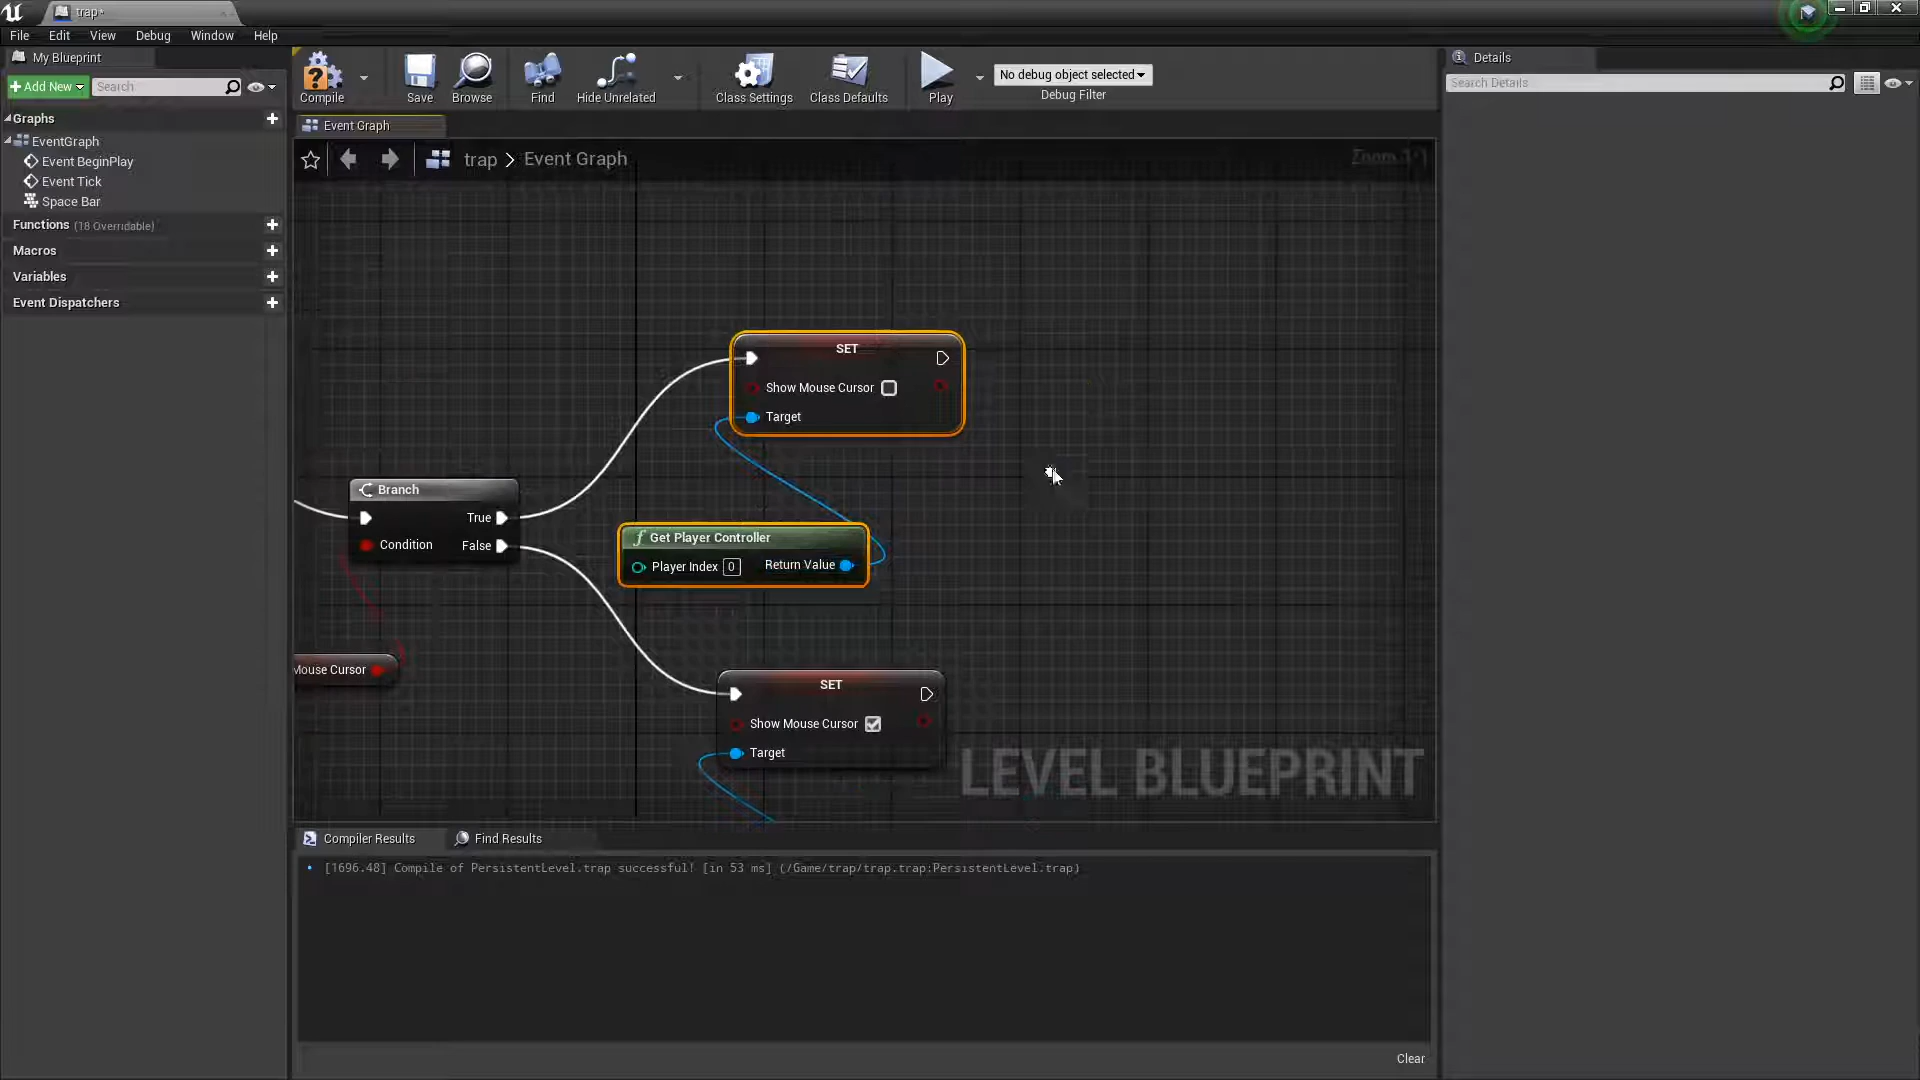 trap*
File Edit View Debug Window Help
My Blueprint
Details
Add New
Search
Compile
Save
Browse
Find
Hide Unrelated
Class Settings
Class Defaults
Play
No debug object selected
Debug Filter
Search Details
Graphs
EventGraph
Event BeginPlay
Event Tick
Space Bar
Functions (18 Overridable)
Macros
Variables
Event Dispatchers
Event Graph
trap > Event Graph
Zoom 1:1
SET
Show Mouse Cursor
Target
Branch
True
Condition
False
Get Player Controller
Player Index 0
Return Value
Mouse Cursor
SET
Show Mouse Cursor
Target
LEVEL BLUEPRINT
Compiler Results
Find Results
[1696.48] Compile of PersistentLevel.trap successful! [in 53 ms] (/Game/trap/trap.trap:PersistentLevel.trap)
Clear